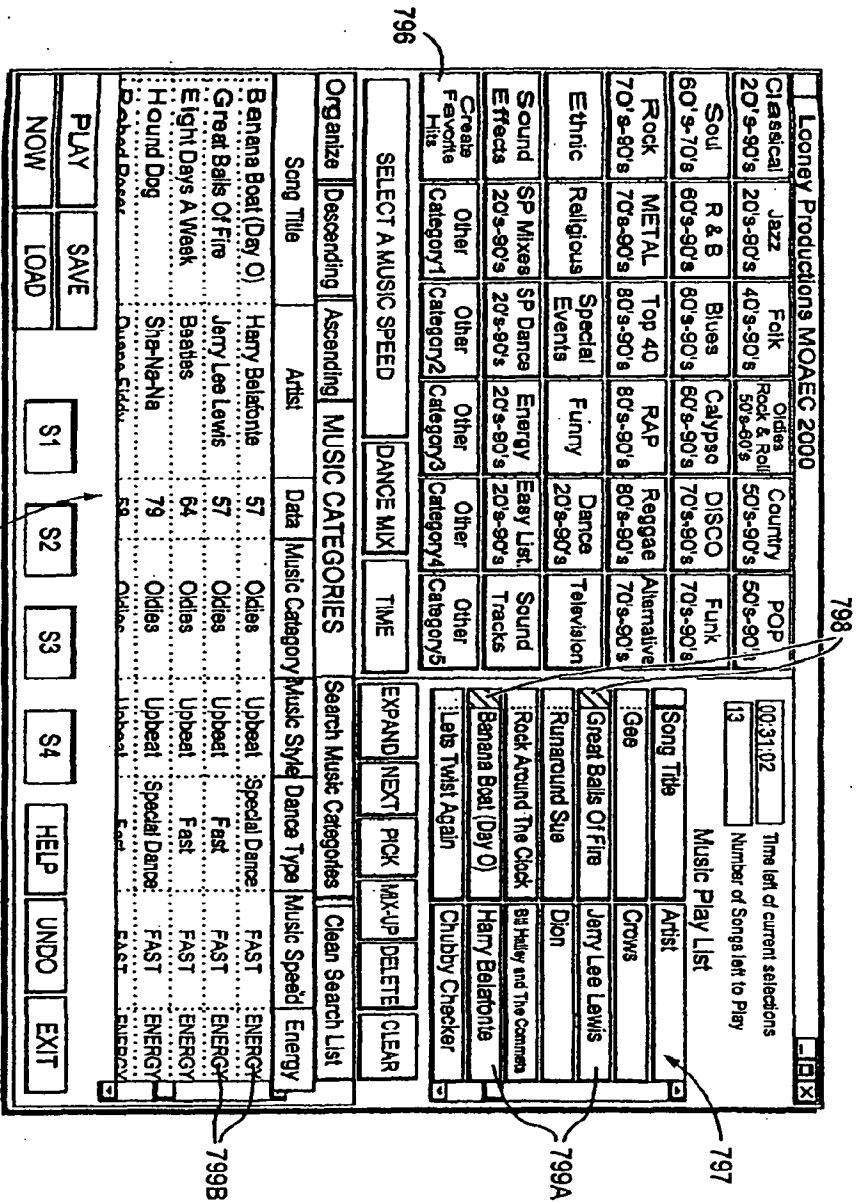 Looney Productions MOAEC 2000
Classical 20's-90's
Jazz 20's-90's
Folk 40's-90's
Oldies Rock & Roll 50's-60's
Country 50's-90's
POP 50's-90's
Soul 60's-70's
R & B 60's-90's
Blues 60's-90's
Calypso 60's-90's
DISCO 70's-90's
Funk 70's-90's
Rock 70's-90's
METAL 70's-90's
Top 40 80's-90's
RAP 80's-90's
Reggae 80's-90's
Alternative 70's-90's
Ethnic
Religious
Special Events
Funny
Dance 20's-90's
Television
Sound Effects
SP Mixes 20's-90's
SP Dance 20's-90's
Energy 20's-90's
Easy List. 20's-90's
Sound Tracks
Create Favorite Hits
Other Category1
Other Category2
Other Category3
Other Category4
Other Category5
00:31:02 Time left of current selections
13 Number of Songs left to Play
Music Play List
Song Title Artist
Gee Crows
Great Balls Of Fire Jerry Lee Lewis
Runaround Sue Dion
Rock Around The Clock Bill Halley and The Commets
Banana Boat (Day O) Harry Belafonte
Lets Twist Again Chubby Checker
SELECT A MUSIC SPEED DANCE MIX TIME EXPAND NEXT PICK MIX-UP DELETE CLEAR
Organize Descending Ascending MUSIC CATEGORIES Search Music Categories Clean Search List
Song Title Artist Data Music Category Music Style Dance Type Music Spee'd Energy
Banana Boat (Day O) Harry Belafonte 57 Oldies Upbeat Special Dance FAST ENERGY
Great Balls Of Fire Jerry Lee Lewis 57 Oldies Upbeat Fast FAST ENERGY
Eight Days A Week Beatles 64 Oldies Upbeat Fast FAST ENERGY
Hound Dog Sha-Na-Na 79 Oldies Upbeat Special Dance FAST ENERGY
Oldies Upbeat Fast FAST ENERGY
PLAY NOW
SAVE LOAD
S1 S2 S3 S4 HELP UNDO EXIT
796
798
797
799A
799B